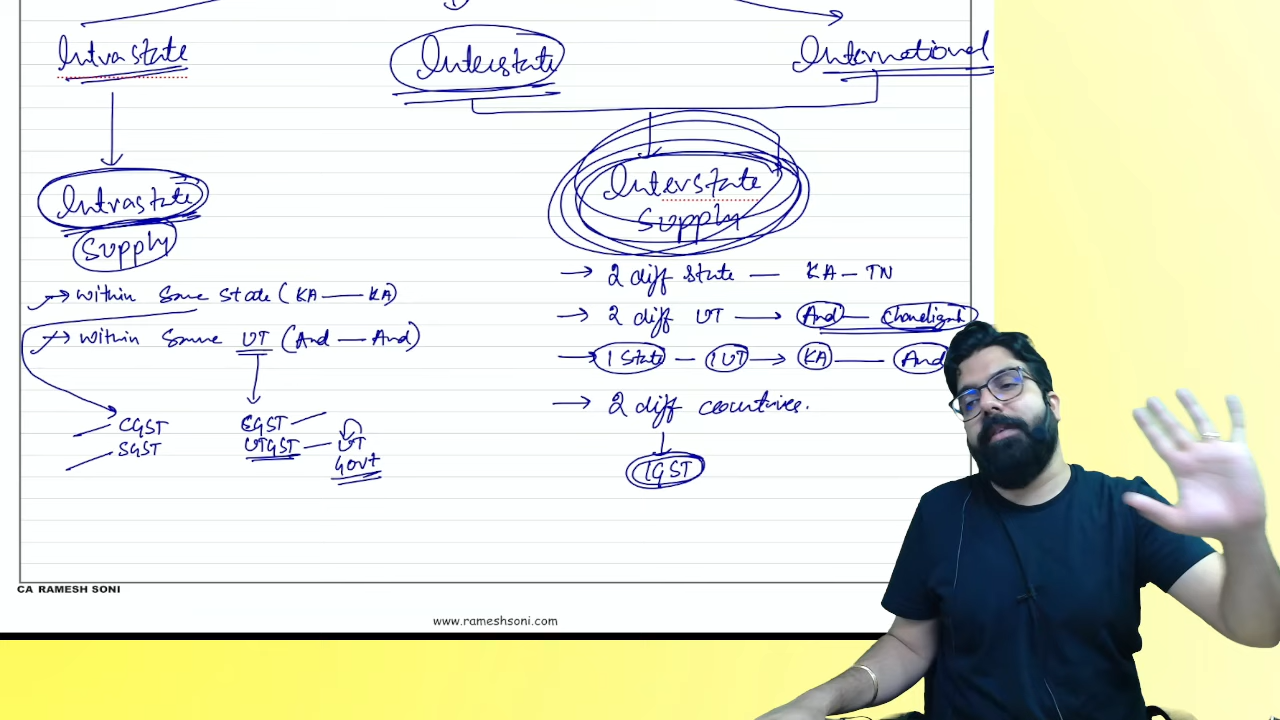 Intrastate Interstate International
Intrastate
Supply
Interstate
Supply
→ Within Same State (KA — KA)
→ Within Same UT (And — And)
CGST
SGST
CGST
UTGST — UT
Govt
→ 2 diff State — KA - TN
→ 2 diff UT → And — Chandigarh
→ 1 State — 1 UT → KA — And
→ 2 diff countries.
IGST
CA RAMESH SONI
www.rameshsoni.com